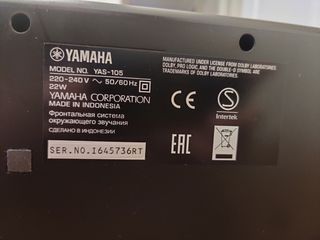 YAMAHA
MODEL NO. YAS-105
220-240V ~ 50/60Hz
22W
YAMAHA CORPORATION
MADE IN INDONESIA
Фронтальная система
окружающего звучания
СДЕЛАНО В ИНДОНЕЗИИ
SER.NO.I645736RT
MANUFACTURED UNDER LICENSE FROM DOLBY LABORATORIES.
DOLBY, PRO LOGIC, AND THE DOUBLE-D SYMBOL ARE
TRADEMARKS OF DOLBY LABORATORIES.
CE
S
Intertek
EAC